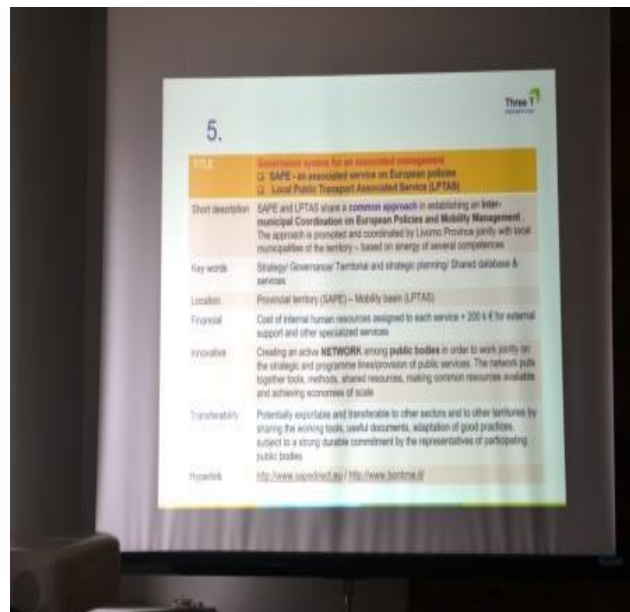 Three T
5.
TITLE
Governance system for an associated management
❑ SAPE - an associated service on European policies
❑ Local Public Transport Associated Service (LPTAS)
Short description
SAPE and LPTAS share a common approach in establishing an Inter-
municipal Coordination on European Policies and Mobility Management .
The approach is promoted and coordinated by Livorno Province jointly with local
municipalities of the territory – based on sinergy of several competences
Key words
Strategy/ Governance/ Territorial and strategic planning/ Shared database &
services
Location
Provincial territory (SAPE) – Mobility basin (LPTAS)
Financial
Cost of internal human resources assigned to each service + 200 k € for external
support and other specialized services
Innovative
Creating an active NETWORK among public bodies in order to work jointly on
the strategic and programme lines/provision of public services. The network pulls
together tools, methods, shared resources, making common resources available
and achieving economies of scale
Transferability
Potentially exportable and transferable to other sectors and to other territories by
sharing the working tools, useful documents, adaptation of good practices,
subject to a strong durable commitment by the representatives of participating
public bodies
Hyperlink
http://www.sapedirect.eu /